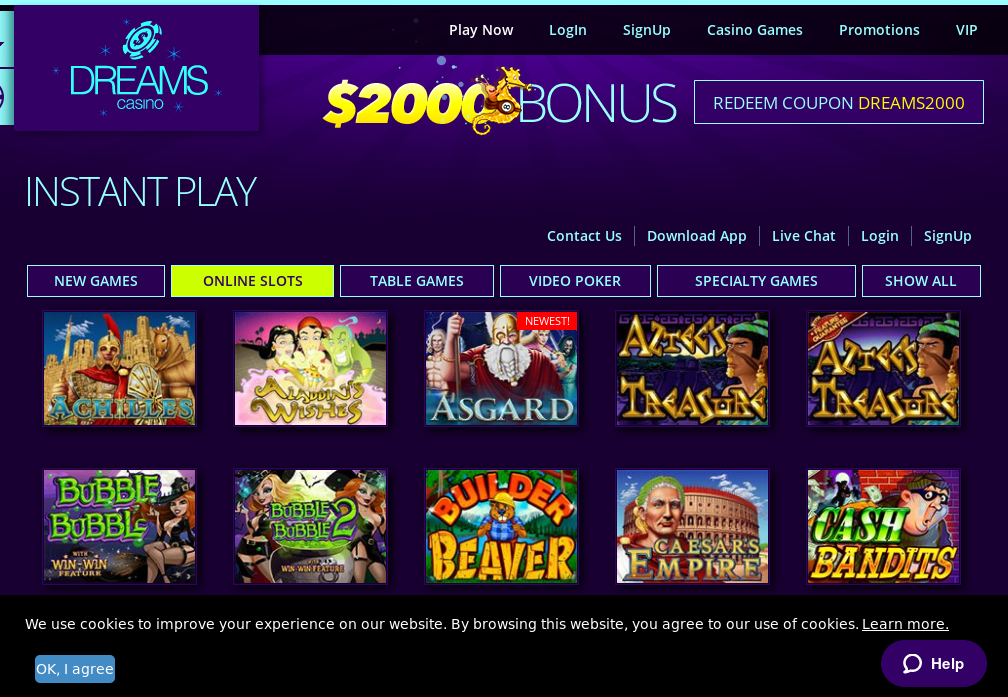 Play Now LogIn SignUp Casino Games Promotions VIP
DREAMS
casino
$2000 BONUS
REDEEM COUPON DREAMS2000
INSTANT PLAY
Contact Us Download App Live Chat Login SignUp
NEW GAMES ONLINE SLOTS TABLE GAMES VIDEO POKER SPECIALTY GAMES SHOW ALL
ACHILLES
ALADDIN'S
WISHES
NEWEST!
ASGARD
AZTEC'S
TREASURE
FEATURE
GUARANTEE
AZTEC'S
TREASURE
BUBBLE
BUBBLE
WITH
WIN-WIN
FEATURE
BUBBLE
BUBBLE 2
WITH
WIN-WIN FEATURE
BUILDER
BEAVER
CAESAR'S
EMPIRE
CASH
BANDITS
We use cookies to improve your experience on our website. By browsing this website, you agree to our use of cookies. Learn more.
OK, I agree
Help